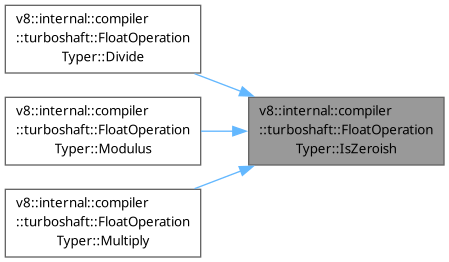 v8::internal::compiler
::turboshaft::FloatOperation
Typer::Divide
v8::internal::compiler
::turboshaft::FloatOperation
Typer::Modulus
v8::internal::compiler
::turboshaft::FloatOperation
Typer::IsZeroish
v8::internal::compiler
::turboshaft::FloatOperation
Typer::Multiply